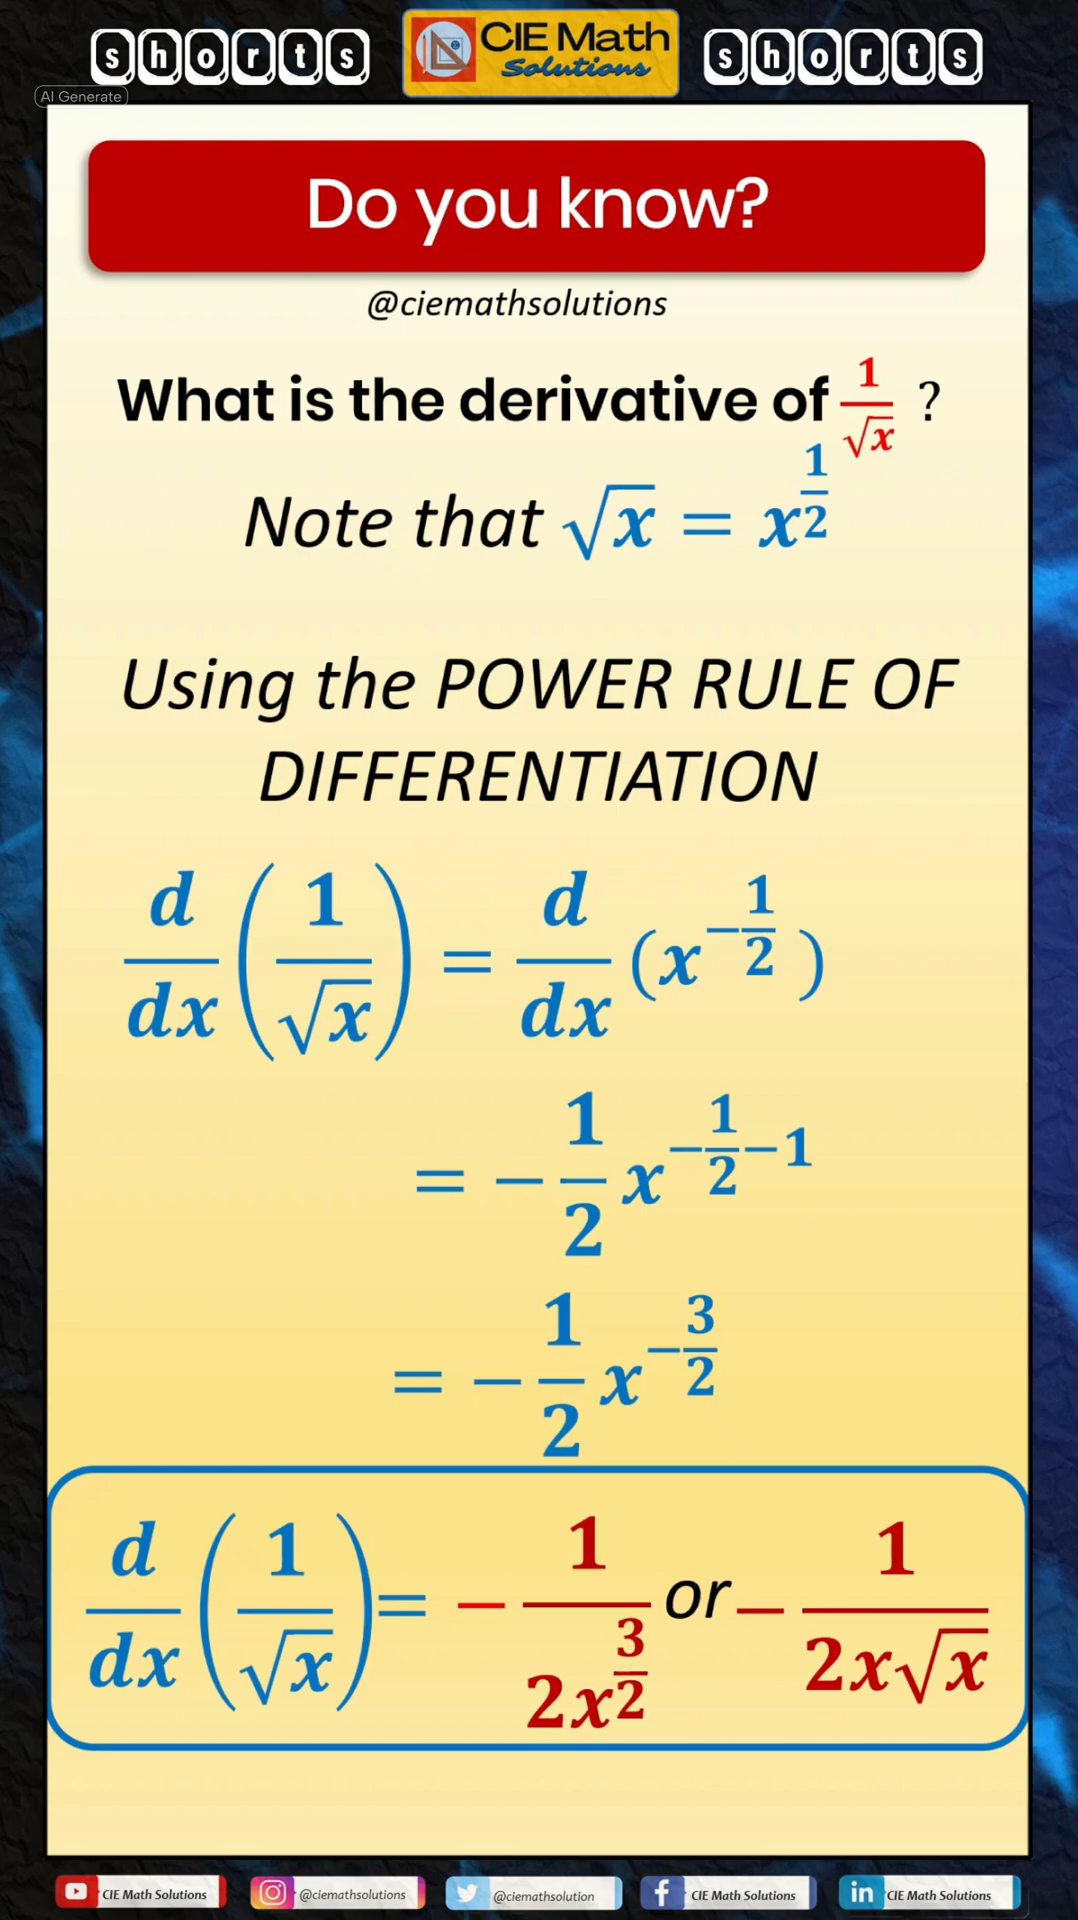 shorts CIE Math Solutions shorts
AI Generate
Do you know?
@ciemathsolutions
What is the derivative of 1/√x ?
Note that √x = x^(1/2)
Using the POWER RULE OF
DIFFERENTIATION
d/dx (1/√x) = d/dx (x^(-1/2))
= -1/2 x^(-1/2-1)
= -1/2 x^(-3/2)
d/dx (1/√x) = - 1/(2x^(3/2)) or - 1/(2x√x)
CIE Math Solutions @ciemathsolutions @ciemathsolution CIE Math Solutions CIE Math Solutions